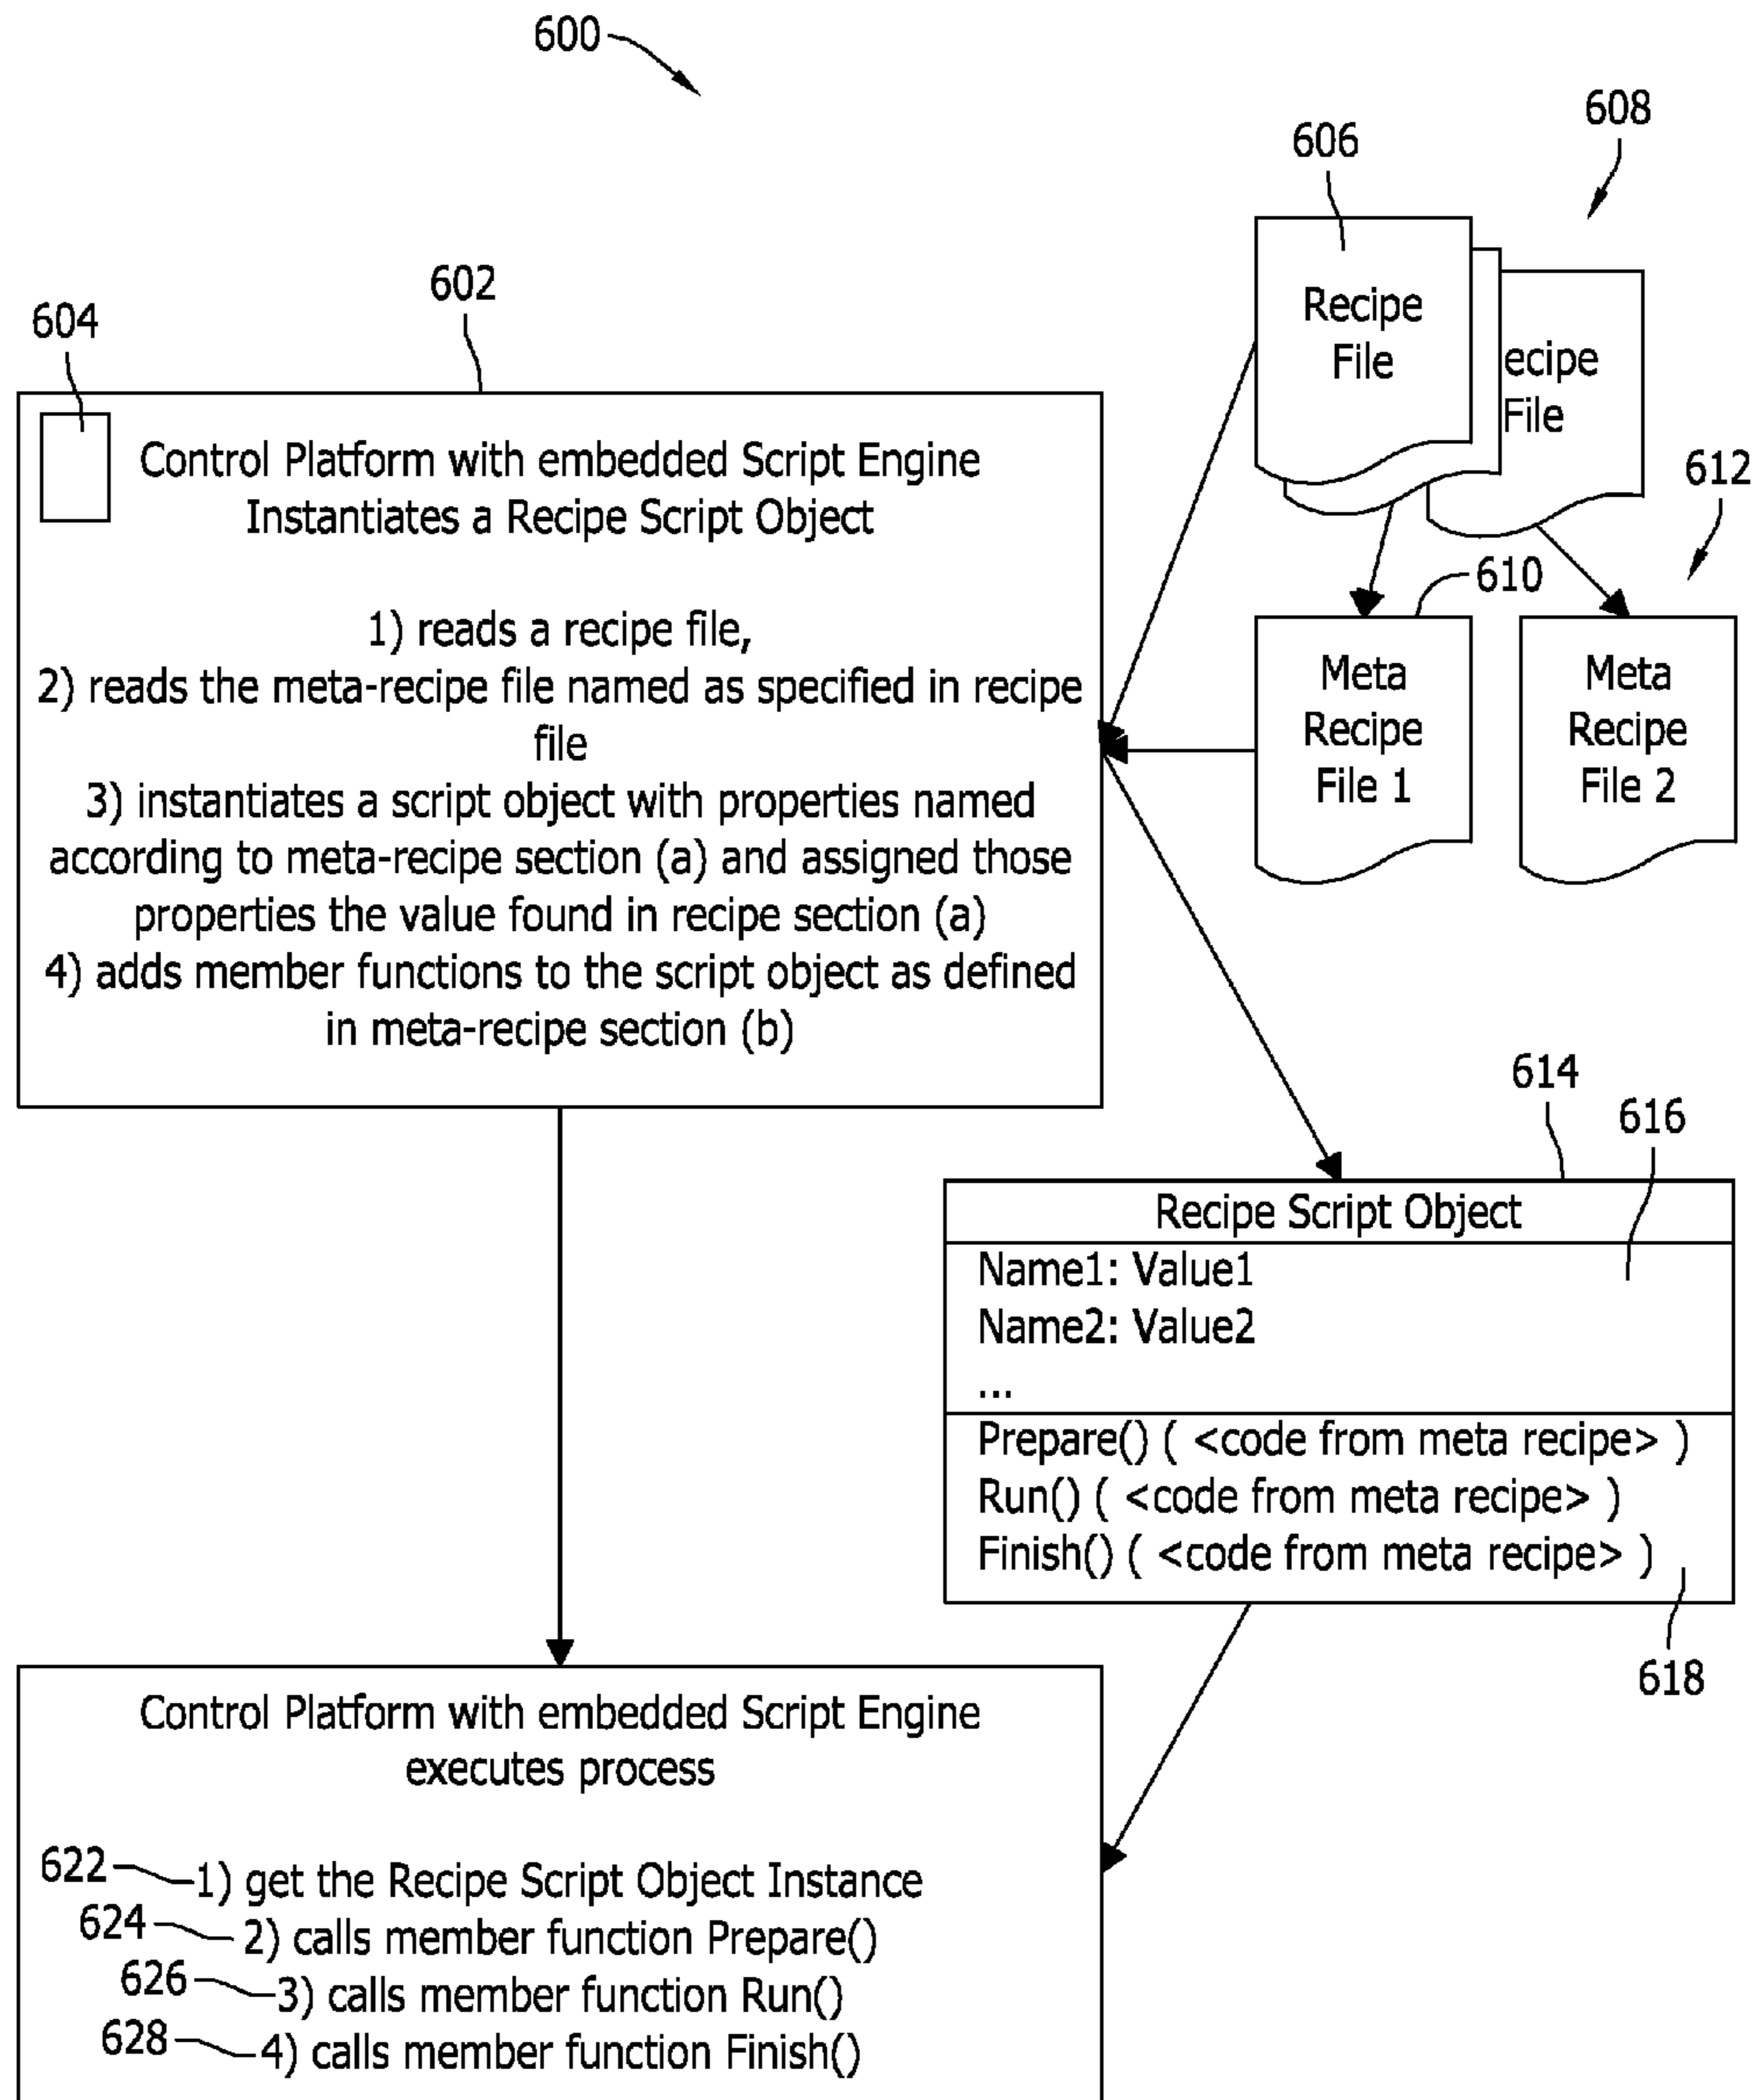 600
608
606
602
604
Recipe
File
ecipe
File
612
610
Control Platform with embedded Script Engine
Instantiates a Recipe Script Object
1) reads a recipe file,
2) reads the meta-recipe file named as specified in recipe
file
3) instantiates a script object with properties named
according to meta-recipe section (a) and assigned those
properties the value found in recipe section (a)
4) adds member functions to the script object as defined
in meta-recipe section (b)
Meta
Recipe
File 1
Meta
Recipe
File 2
614
616
Recipe Script Object
Name1: Value1
Name2: Value2
...
Prepare() ( <code from meta recipe> )
Run() ( <code from meta recipe> )
Finish() ( <code from meta recipe> )
618
Control Platform with embedded Script Engine
executes process
622 1) get the Recipe Script Object Instance
624 2) calls member function Prepare()
626 3) calls member function Run()
628 4) calls member function Finish()